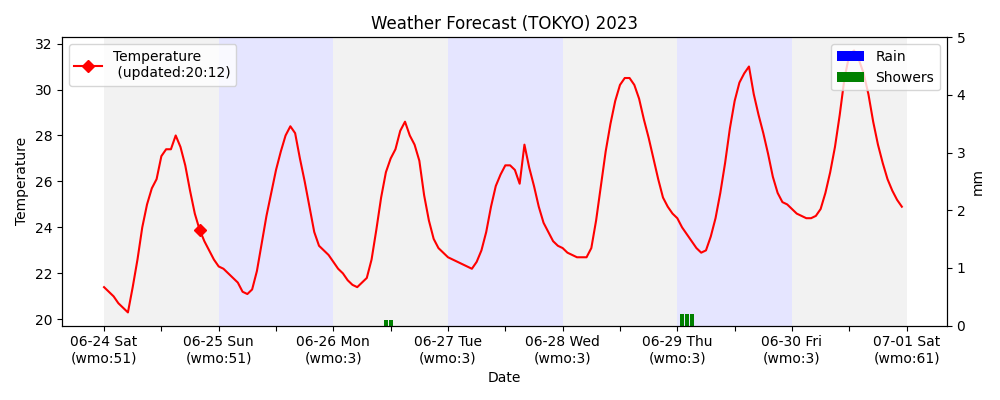 Weather Forecast (TOKYO) 2023
Temperature
(updated:20:12)
Rain
Showers
32
30
28
26
24
22
20
Temperature
5
4
3
2
1
0
mm
06-24 Sat
(wmo:51)
06-25 Sun
(wmo:51)
06-26 Mon
(wmo:3)
06-27 Tue
(wmo:3)
06-28 Wed
(wmo:3)
06-29 Thu
(wmo:3)
06-30 Fri
(wmo:3)
07-01 Sat
(wmo:61)
Date